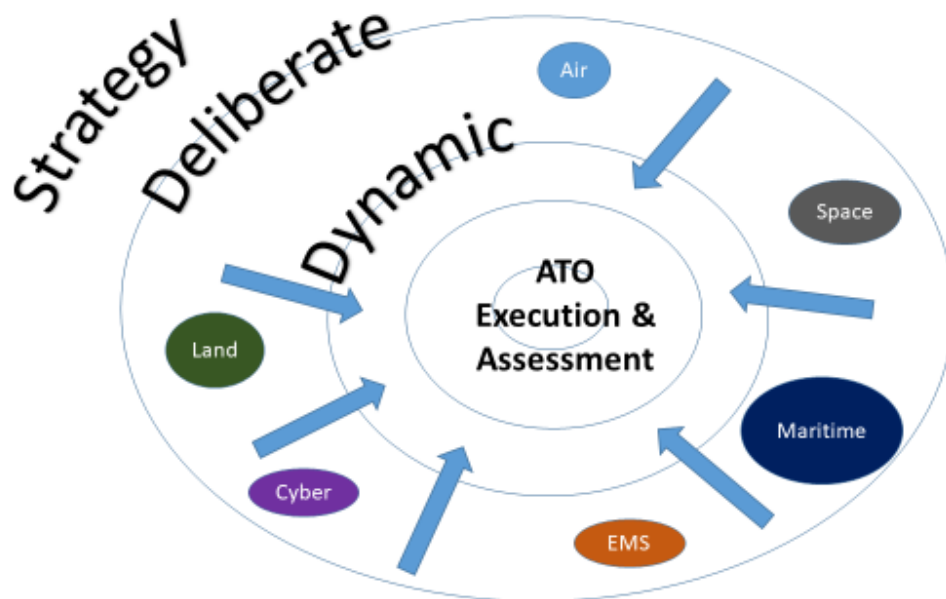 Strategy
Deliberate
Dynamic
Air
Space
ATO
Execution &
Assessment
Land
Maritime
Cyber
EMS